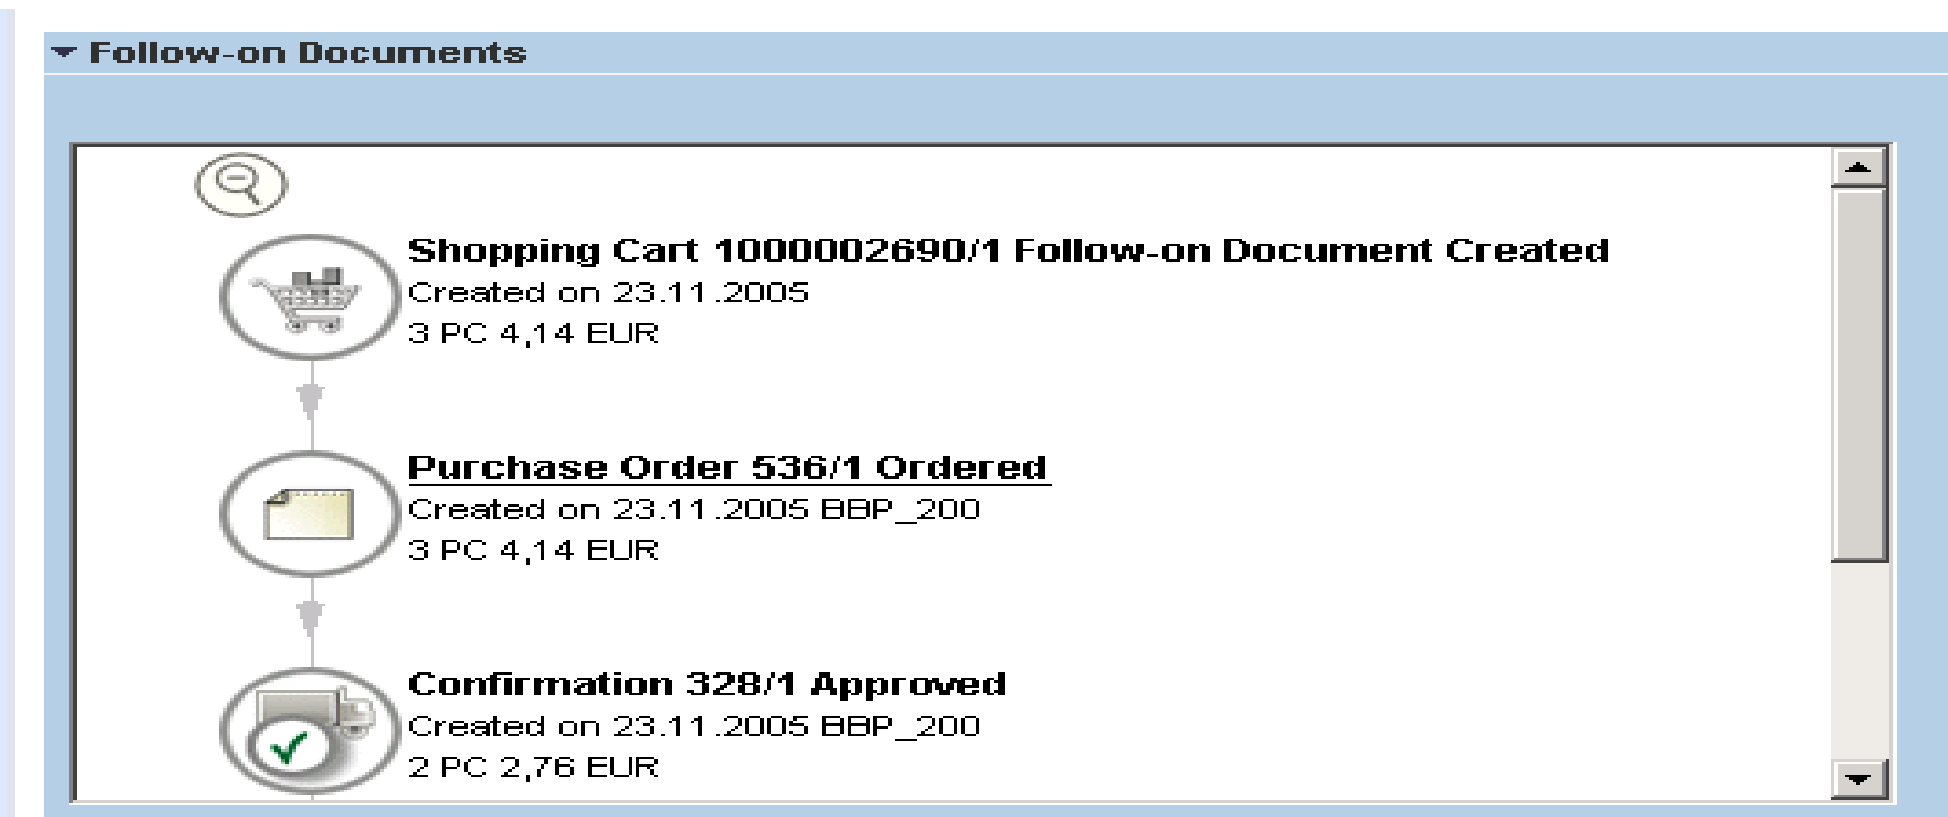 Follow-on Documents
Shopping Cart 1000002690/1 Follow-on Document Created
Created on 23.11.2005
3 PC 4,14 EUR
Purchase Order 536/1 Ordered
Created on 23.11.2005 BBP_200
3 PC 4,14 EUR
Confirmation 328/1 Approved
Created on 23.11.2005 BBP_200
2 PC 2,76 EUR